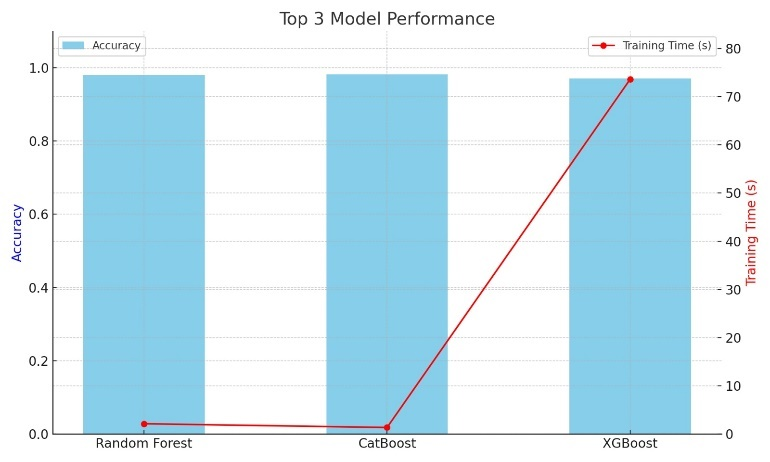 Top 3 Model Performance
Accuracy
Training Time (s)
1.0
0.8
0.6
0.4
0.2
0.0
Accuracy
80
70
60
50
40
30
20
10
0
Training Time (s)
Random Forest
CatBoost
XGBoost